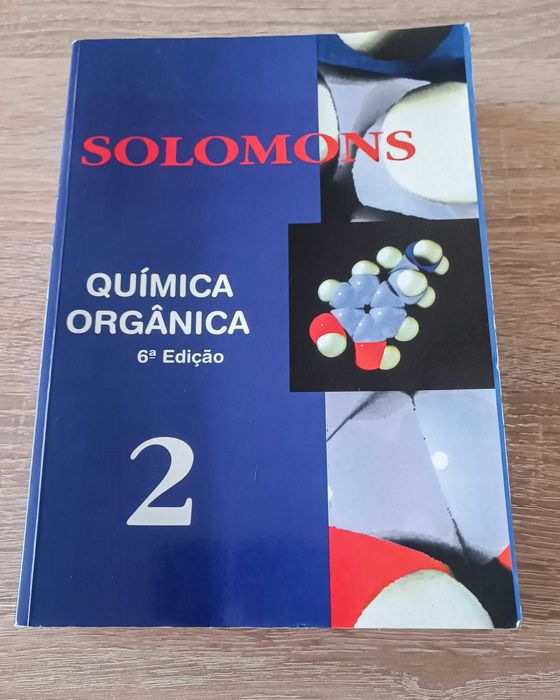 SOLOMONS
QUÍMICA
ORGÂNICA
6ª Edição
2